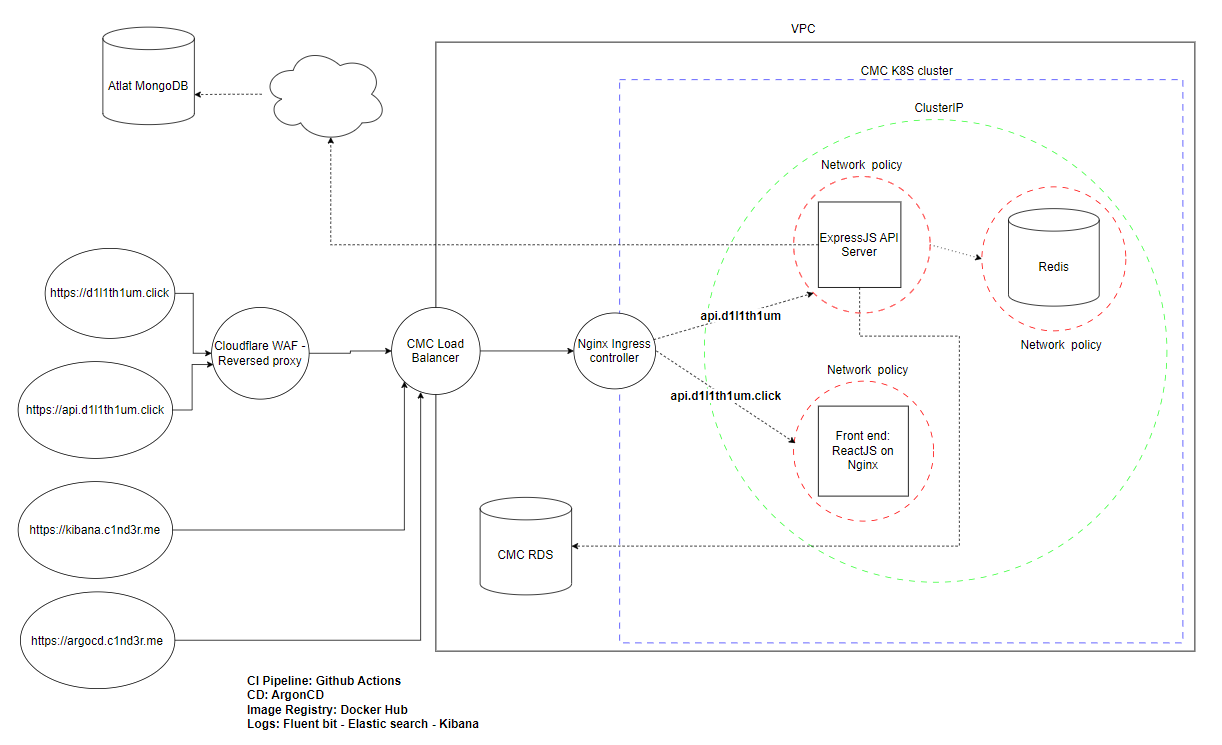 VPC
CMC K8S cluster
Atlat MongoDB
ClusterIP
Network policy
ExpressJS API
Server
Redis
Network policy
https://d1l1th1um.click
api.d1l1th1um
Cloudflare WAF -
Reversed proxy
CMC Load
Balancer
Nginx Ingress
controller
Network policy
api.d1l1th1um.click
https://api.d1l1th1um.click
Front end:
ReactJS on
Nginx
https://kibana.c1nd3r.me
CMC RDS
https://argocd.c1nd3r.me
CI Pipeline: Github Actions
CD: ArgonCD
Image Registry: Docker Hub
Logs: Fluent bit - Elastic search - Kibana